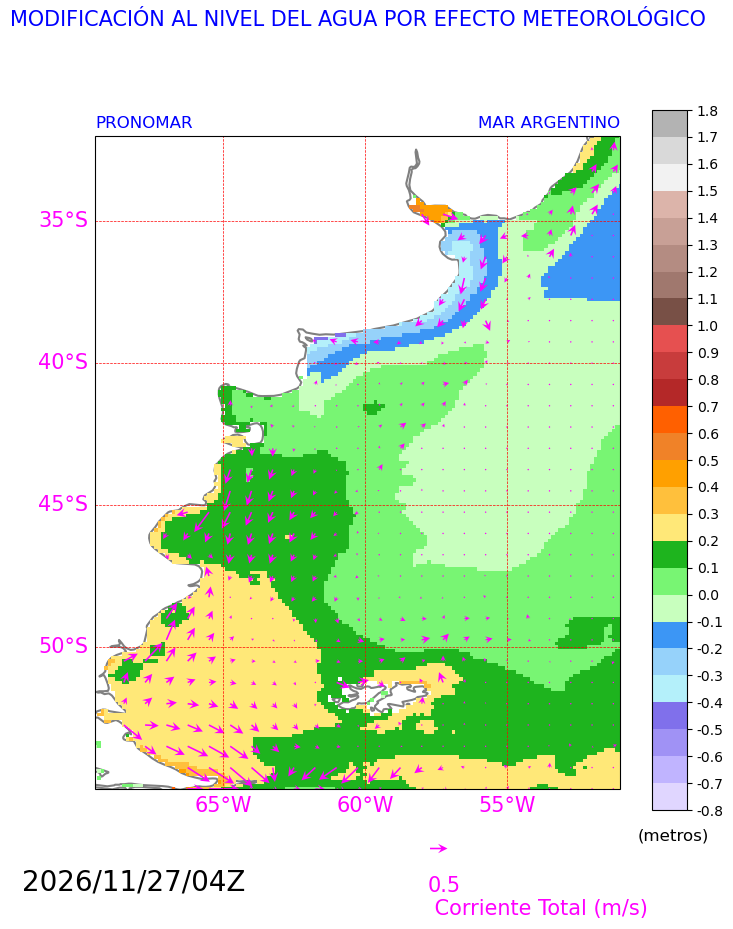 MODIFICACIÓN AL NIVEL DEL AGUA POR EFECTO METEOROLÓGICO
PRONOMAR
MAR ARGENTINO
35°S
40°S
45°S
50°S
65°W
60°W
55°W
1.8
1.7
1.6
1.5
1.4
1.3
1.2
1.1
1.0
0.9
0.8
0.7
0.6
0.5
0.4
0.3
0.2
0.1
0.0
-0.1
-0.2
-0.3
-0.4
-0.5
-0.6
-0.7
-0.8
(metros)
2026/11/27/04Z
0.5
Corriente Total (m/s)